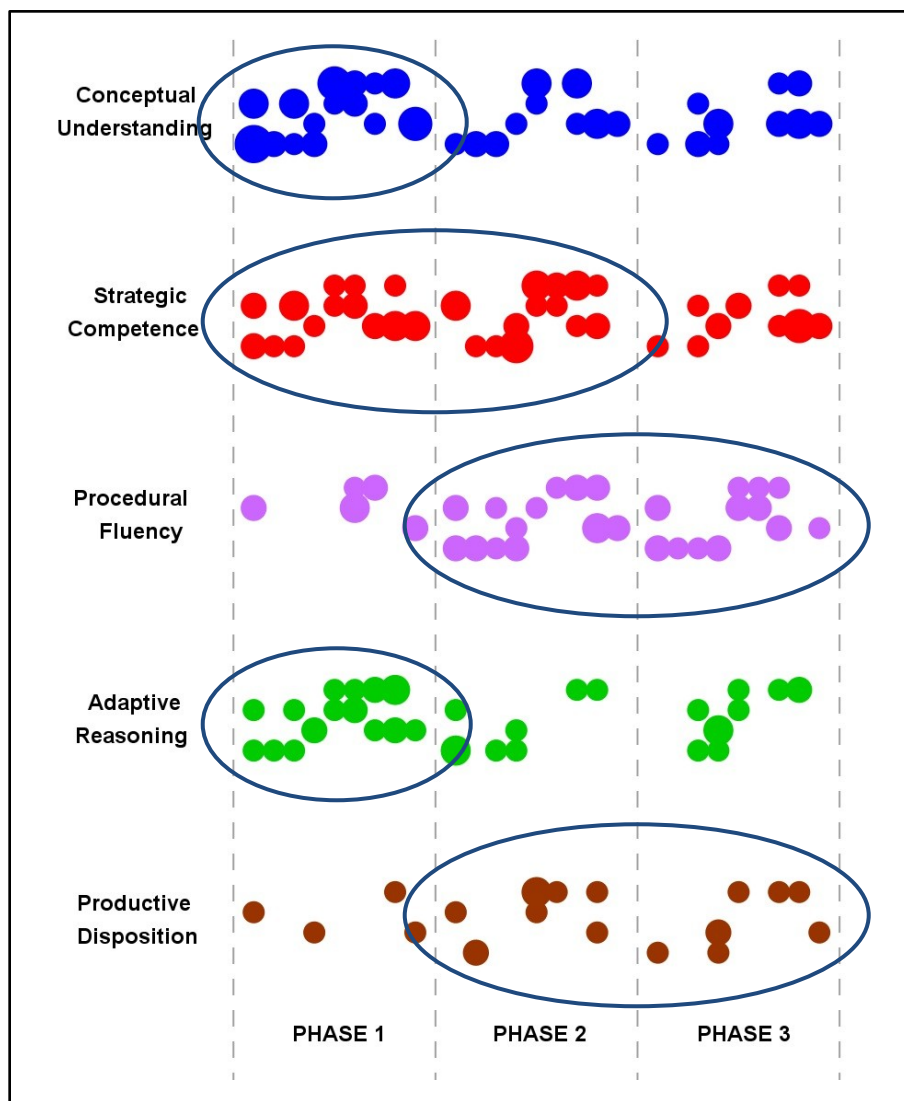 Conceptual
Understanding
Strategic
Competence
Procedural
Fluency
Adaptive
Reasoning
Productive
Disposition
PHASE 1
PHASE 2
PHASE 3